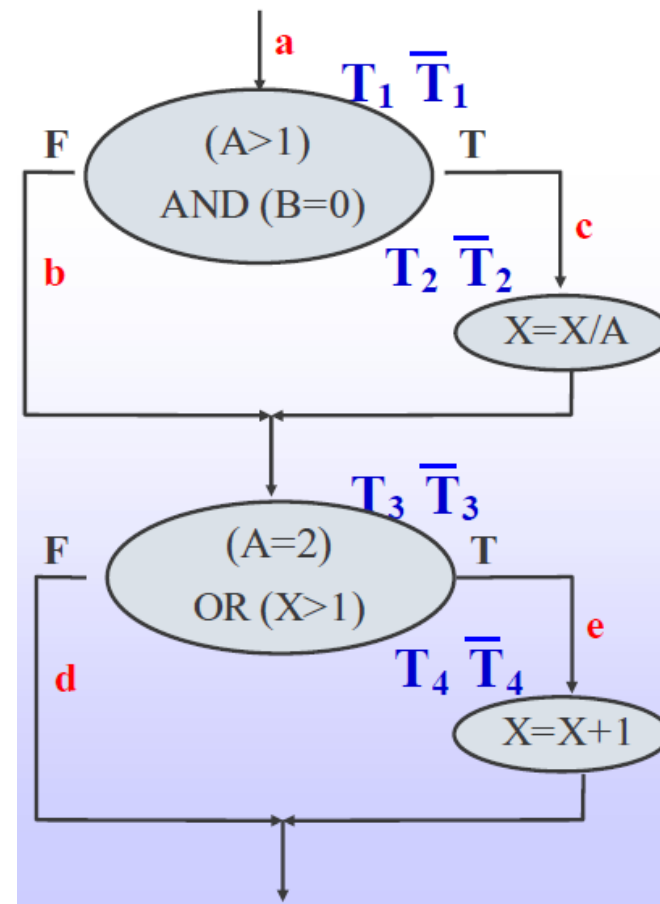 a
T₁ T̅₁
F
(A>1)
T
AND (B=0)
c
b
T₂ T̅₂
X=X/A
T₃ T̅₃
F
(A=2)
T
OR (X>1)
e
d
T₄ T̅₄
X=X+1